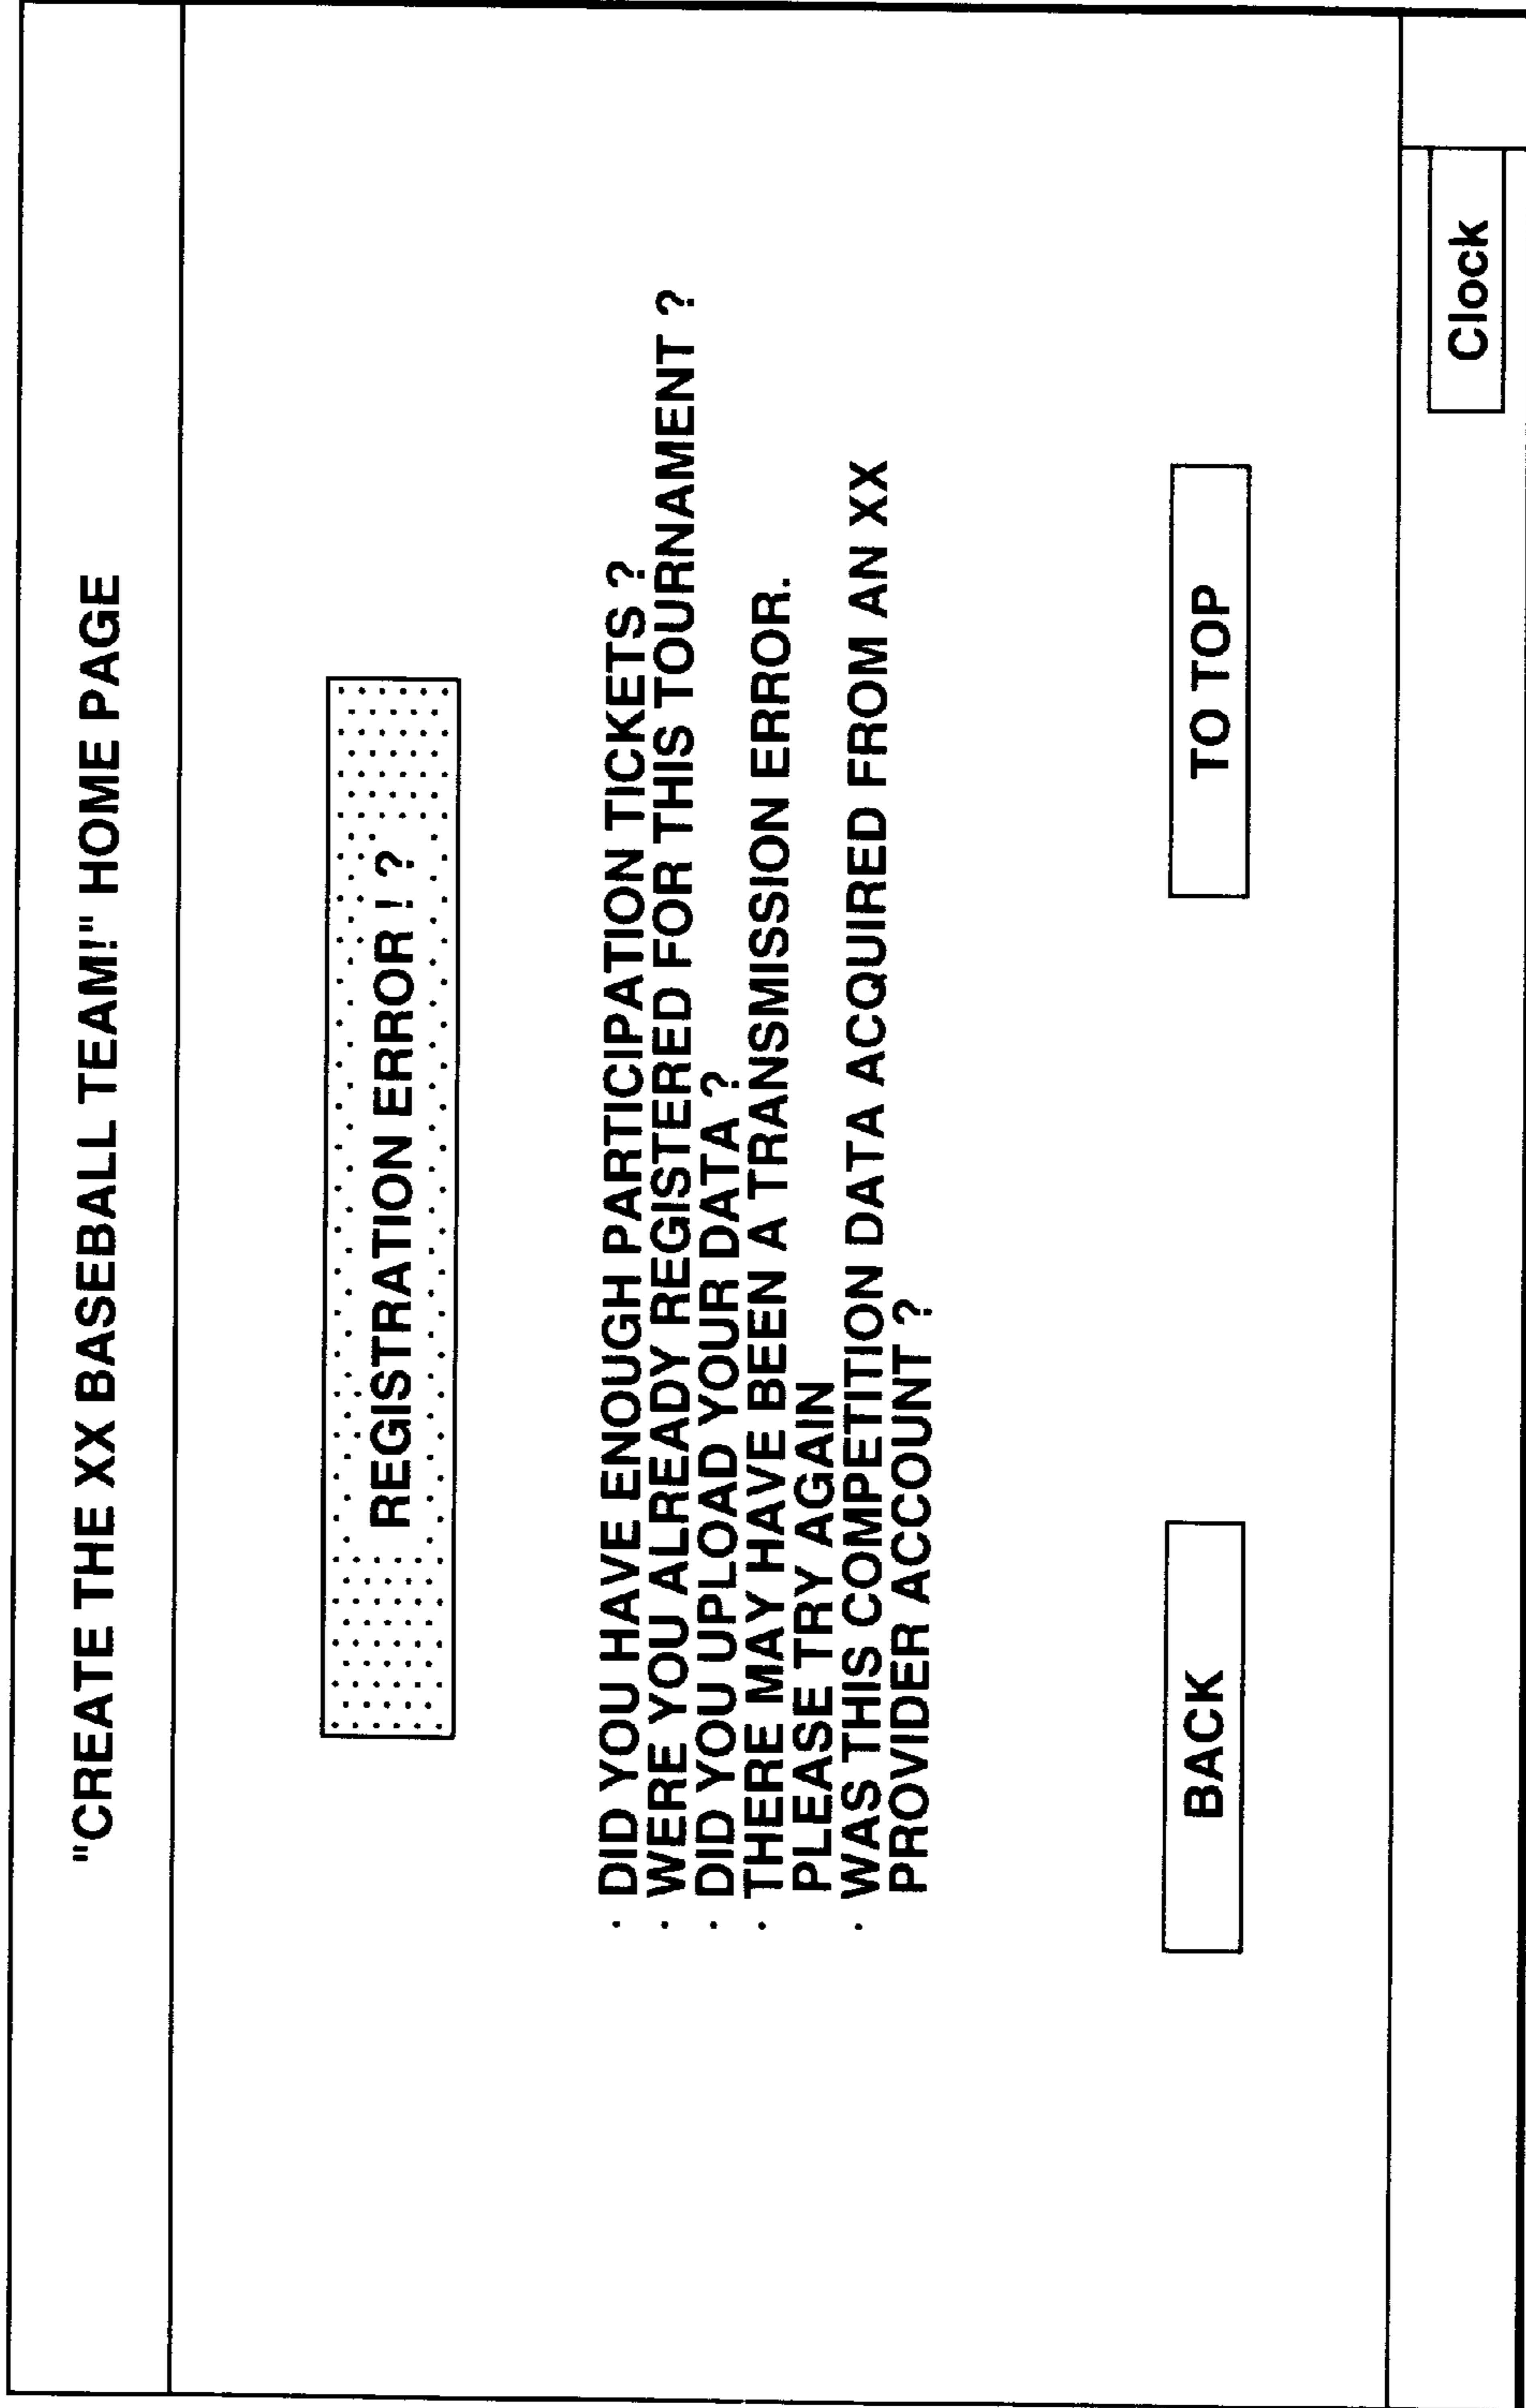 "CREATE THE XX BASEBALL TEAM!" HOME PAGE
REGISTRATION ERROR ! ?
· DID YOU HAVE ENOUGH PARTICIPATION TICKETS ?
· WERE YOU ALREADY REGISTERED FOR THIS TOURNAMENT ?
· DID YOU UPLOAD YOUR DATA ?
· THERE MAY HAVE BEEN A TRANSMISSION ERROR.
PLEASE TRY AGAIN
· WAS THIS COMPETITION DATA ACQUIRED FROM AN XX
PROVIDER ACCOUNT ?
BACK
TO TOP
Clock